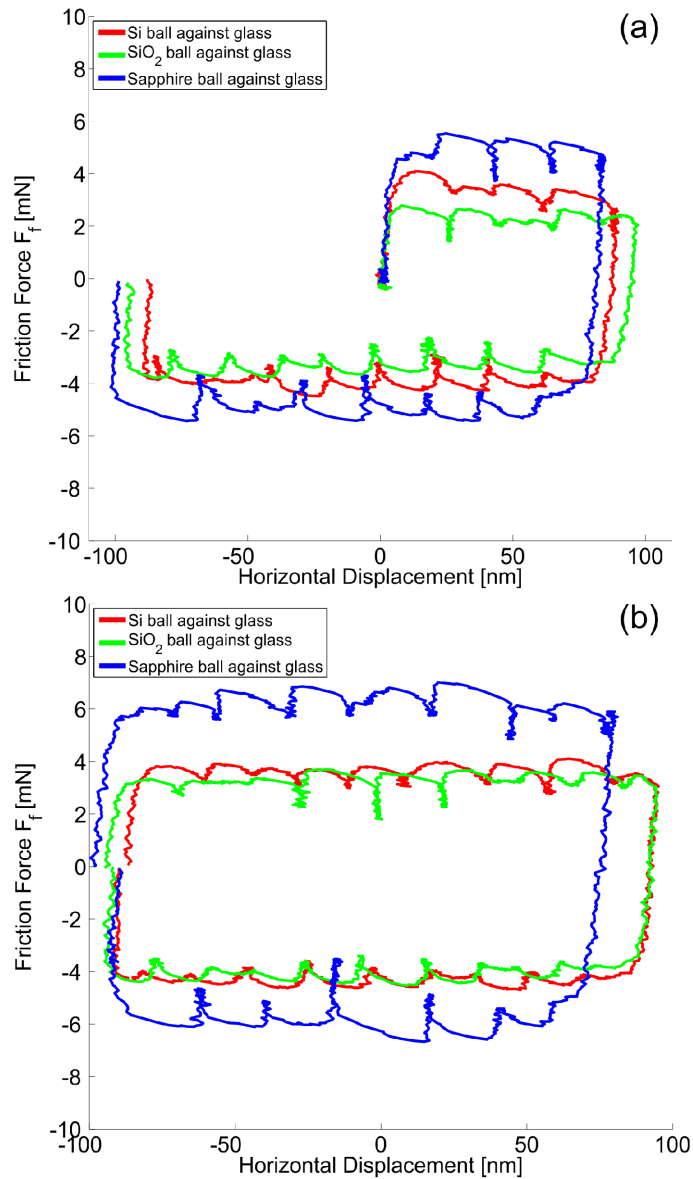 (a)
Si ball against glass
SiO2 ball against glass
Sapphire ball against glass
10
8
6
4
2
0
-2
-4
-6
-8
-10
Friction Force Ff [mN]
-100
-50
0
50
100
Horizontal Displacement [nm]
(b)
Si ball against glass
SiO2 ball against glass
Sapphire ball against glass
10
8
6
4
2
0
-2
-4
-6
-8
-10
Friction Force Ff [mN]
-100
-50
0
50
100
Horizontal Displacement [nm]